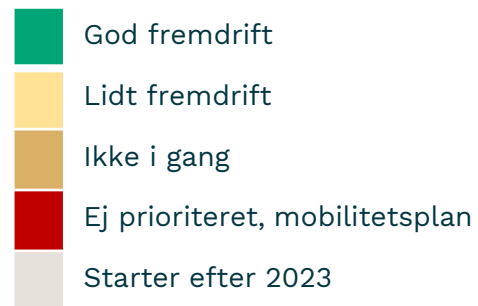 God fremdrift
Lidt fremdrift
Ikke i gang
Ej prioriteret, mobilitetsplan
Starter efter 2023